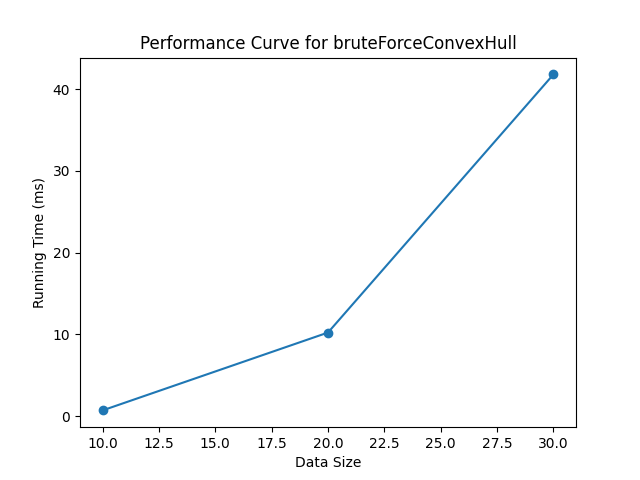 Performance Curve for bruteForceConvexHull
40
30
20
10
0
Running Time (ms)
10.0 12.5 15.0 17.5 20.0 22.5 25.0 27.5 30.0
Data Size